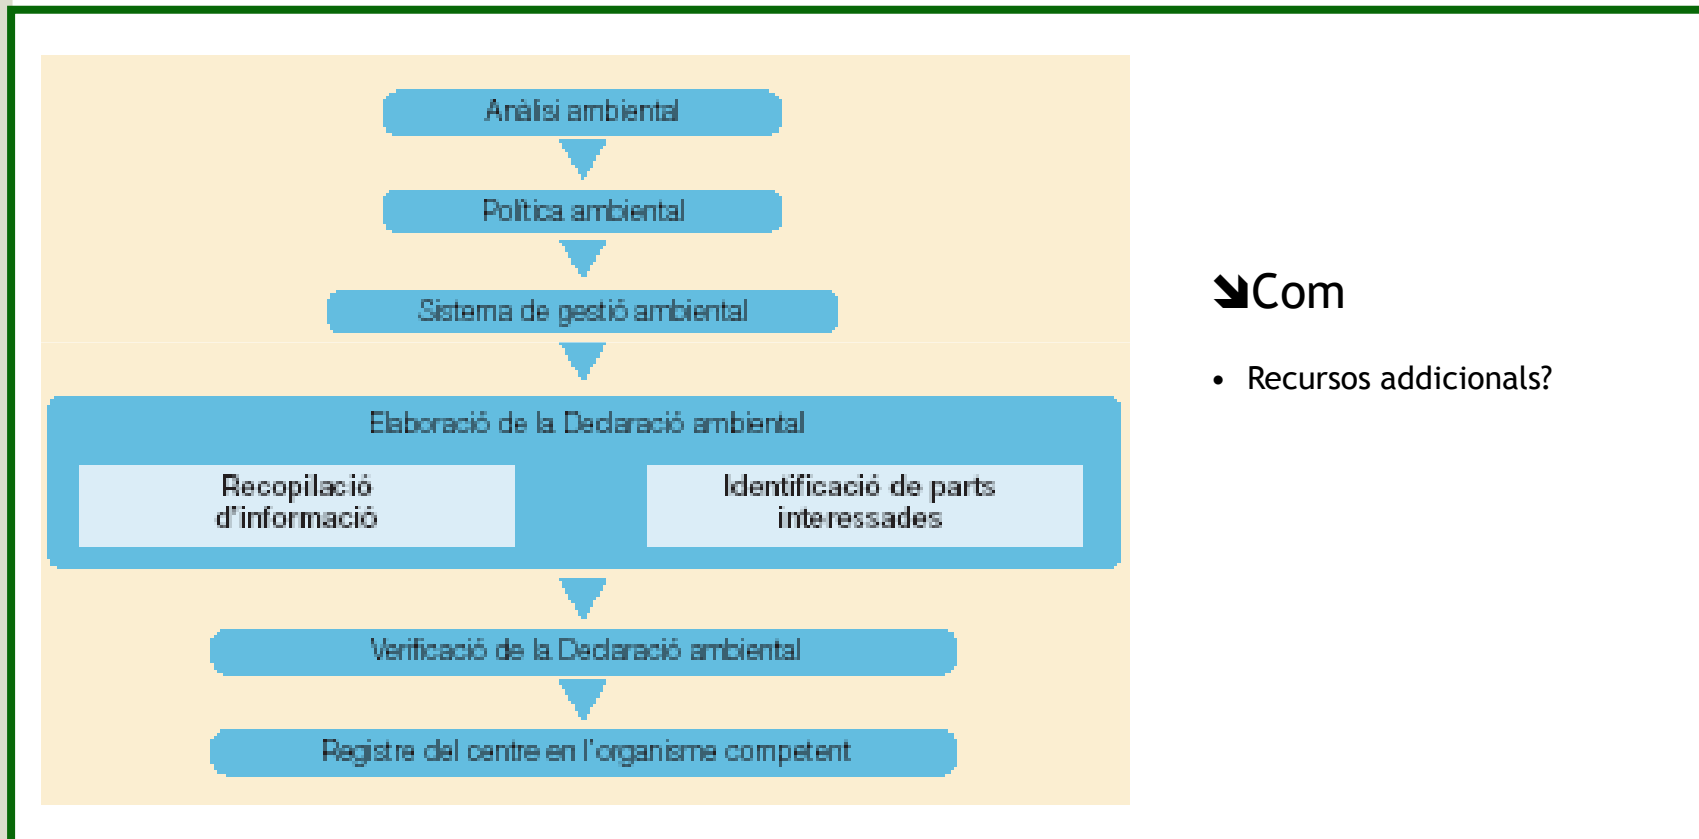 Anàlisi ambiental
Política ambiental
Sistema de gestió ambiental
Elaboració de la Declaració ambiental
Recopilació
d'informació
Identificació de parts
interessades
Verificació de la Declaració ambiental
Registre del centre en l'organisme competent
➘Com
• Recursos addicionals?